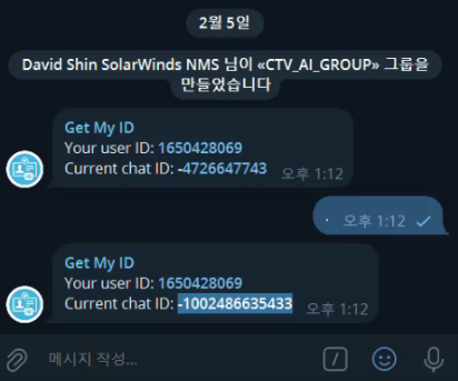 2월 5일
David Shin SolarWinds NMS 님이 «CTV_AI_GROUP» 그룹을
만들었습니다
Get My ID
Your user ID: 1650428069
Current chat ID: -4726647743 오후 1:12
. 오후 1:12
Get My ID
Your user ID: 1650428069
Current chat ID: -1002486635433 오후 1:12
메시지 작성...